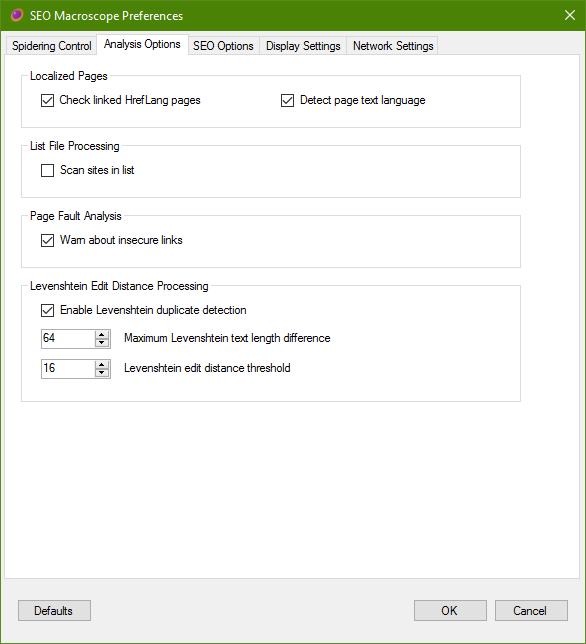 SEO Macroscope Preferences
Spidering Control Analysis Options SEO Options Display Settings Network Settings
Localized Pages
Check linked HrefLang pages Detect page text language
List File Processing
Scan sites in list
Page Fault Analysis
Warn about insecure links
Levenshtein Edit Distance Processing
Enable Levenshtein duplicate detection
64 Maximum Levenshtein text length difference
16 Levenshtein edit distance threshold
Defaults OK Cancel